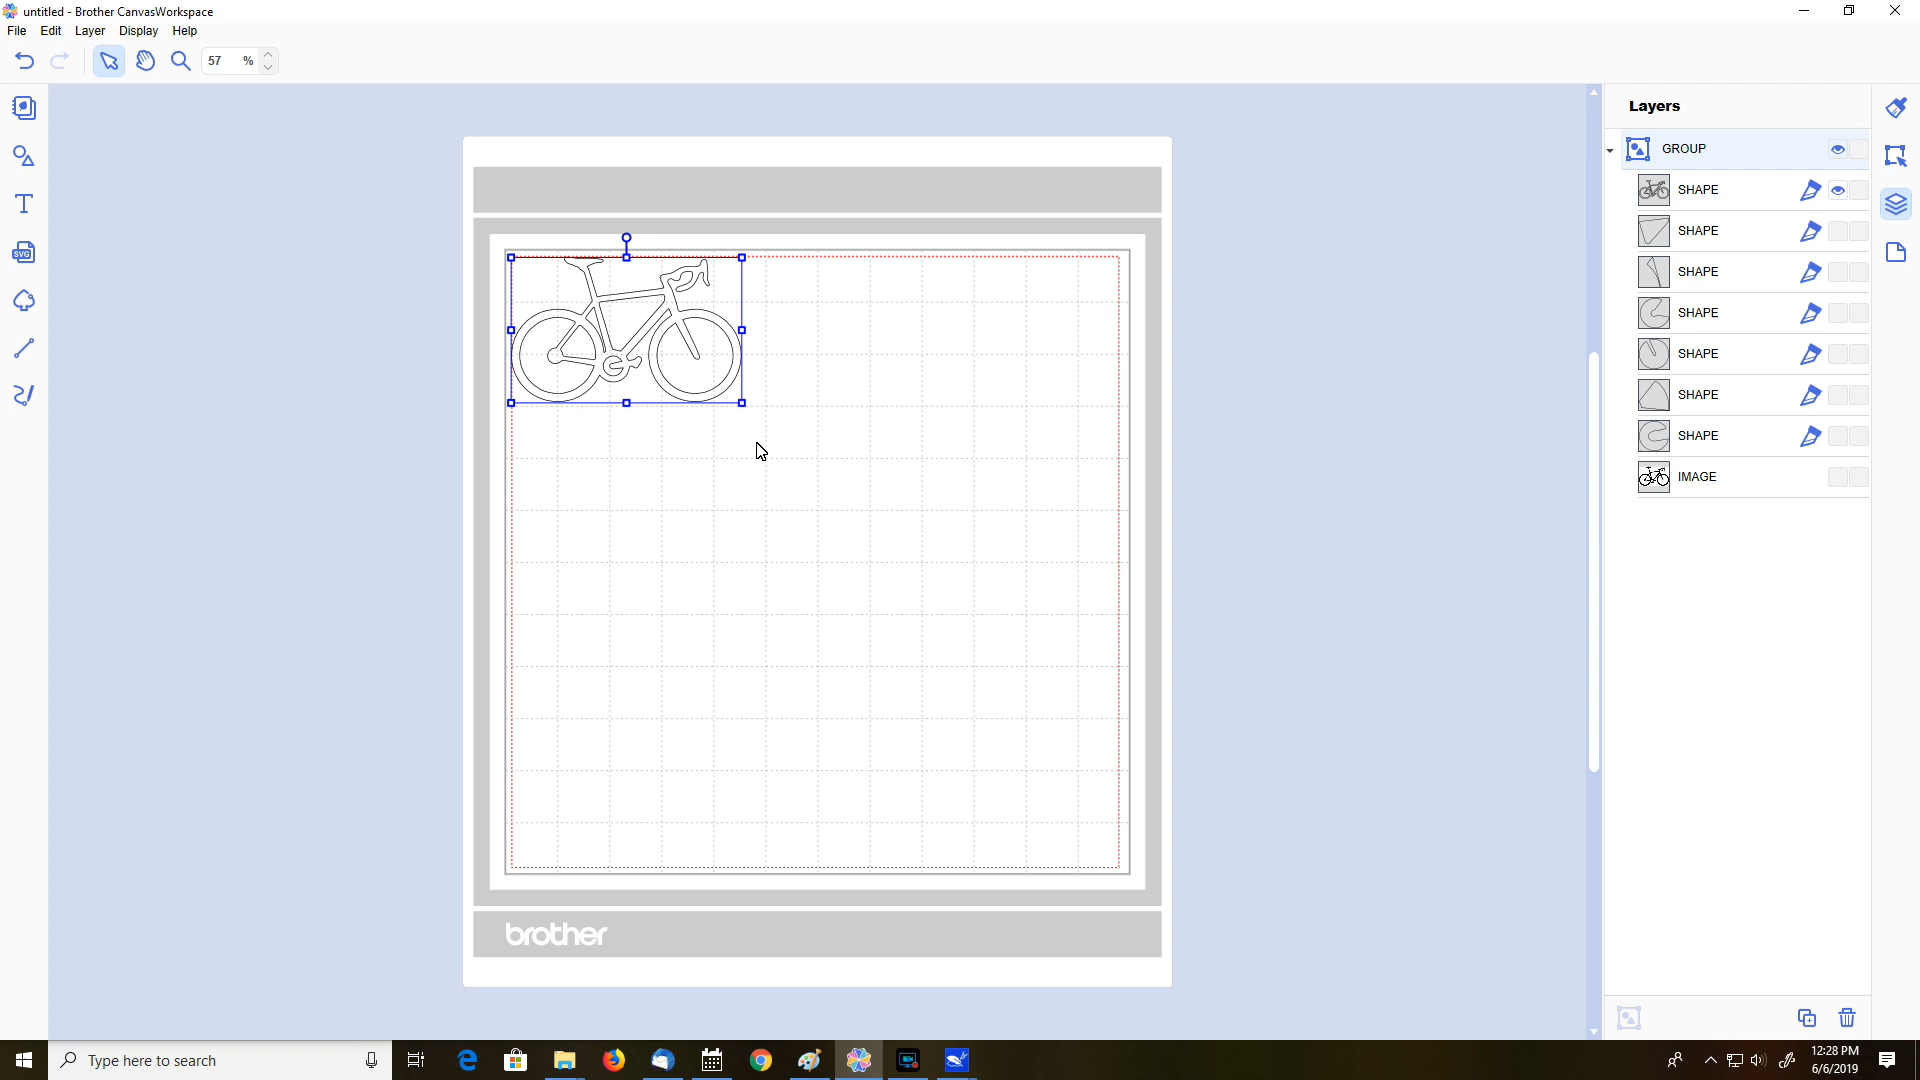 untitled - Brother CanvasWorkspace
File Edit Layer Display Help
57 %
Layers
GROUP
SHAPE
SHAPE
SHAPE
SHAPE
SHAPE
SHAPE
SHAPE
IMAGE
SVG
brother
Type here to search
12:28 PM
6/6/2019